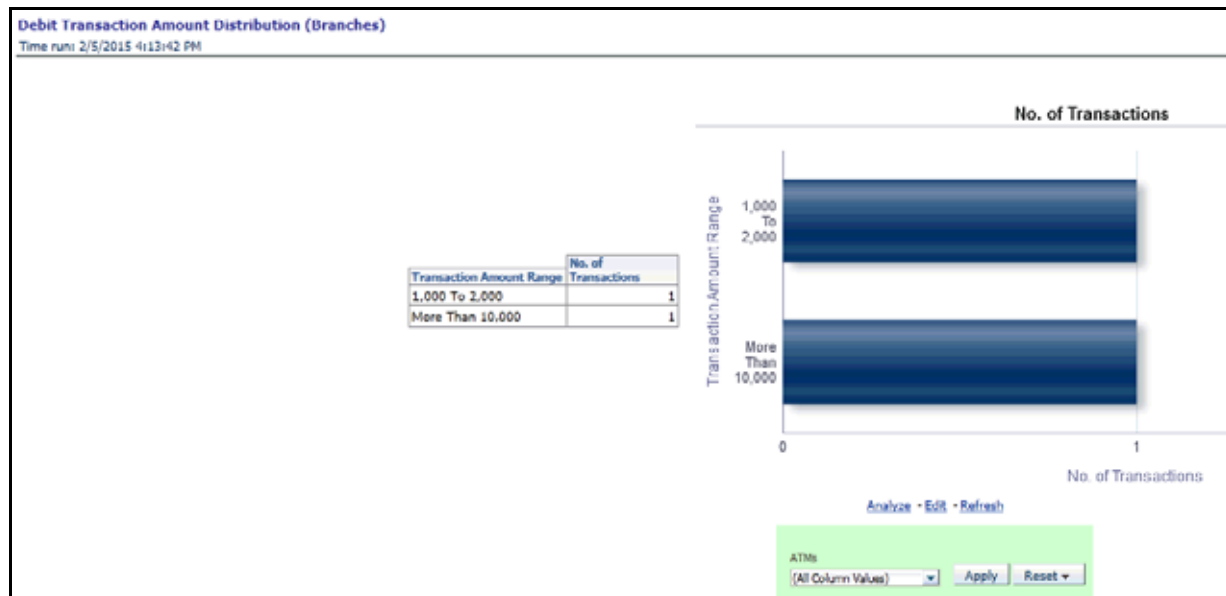 Debit Transaction Amount Distribution (Branches)
Time run: 2/5/2015 4:13:42 PM
No. of Transactions
Transaction Amount Range
1,000
To
2,000
More
Than
10,000
0
1
No. of Transactions
No. of
Transaction Amount Range Transactions
1,000 To 2,000 1
More Than 10,000 1
Analyze - Edit - Refresh
ATMs
(All Column Values) Apply Reset